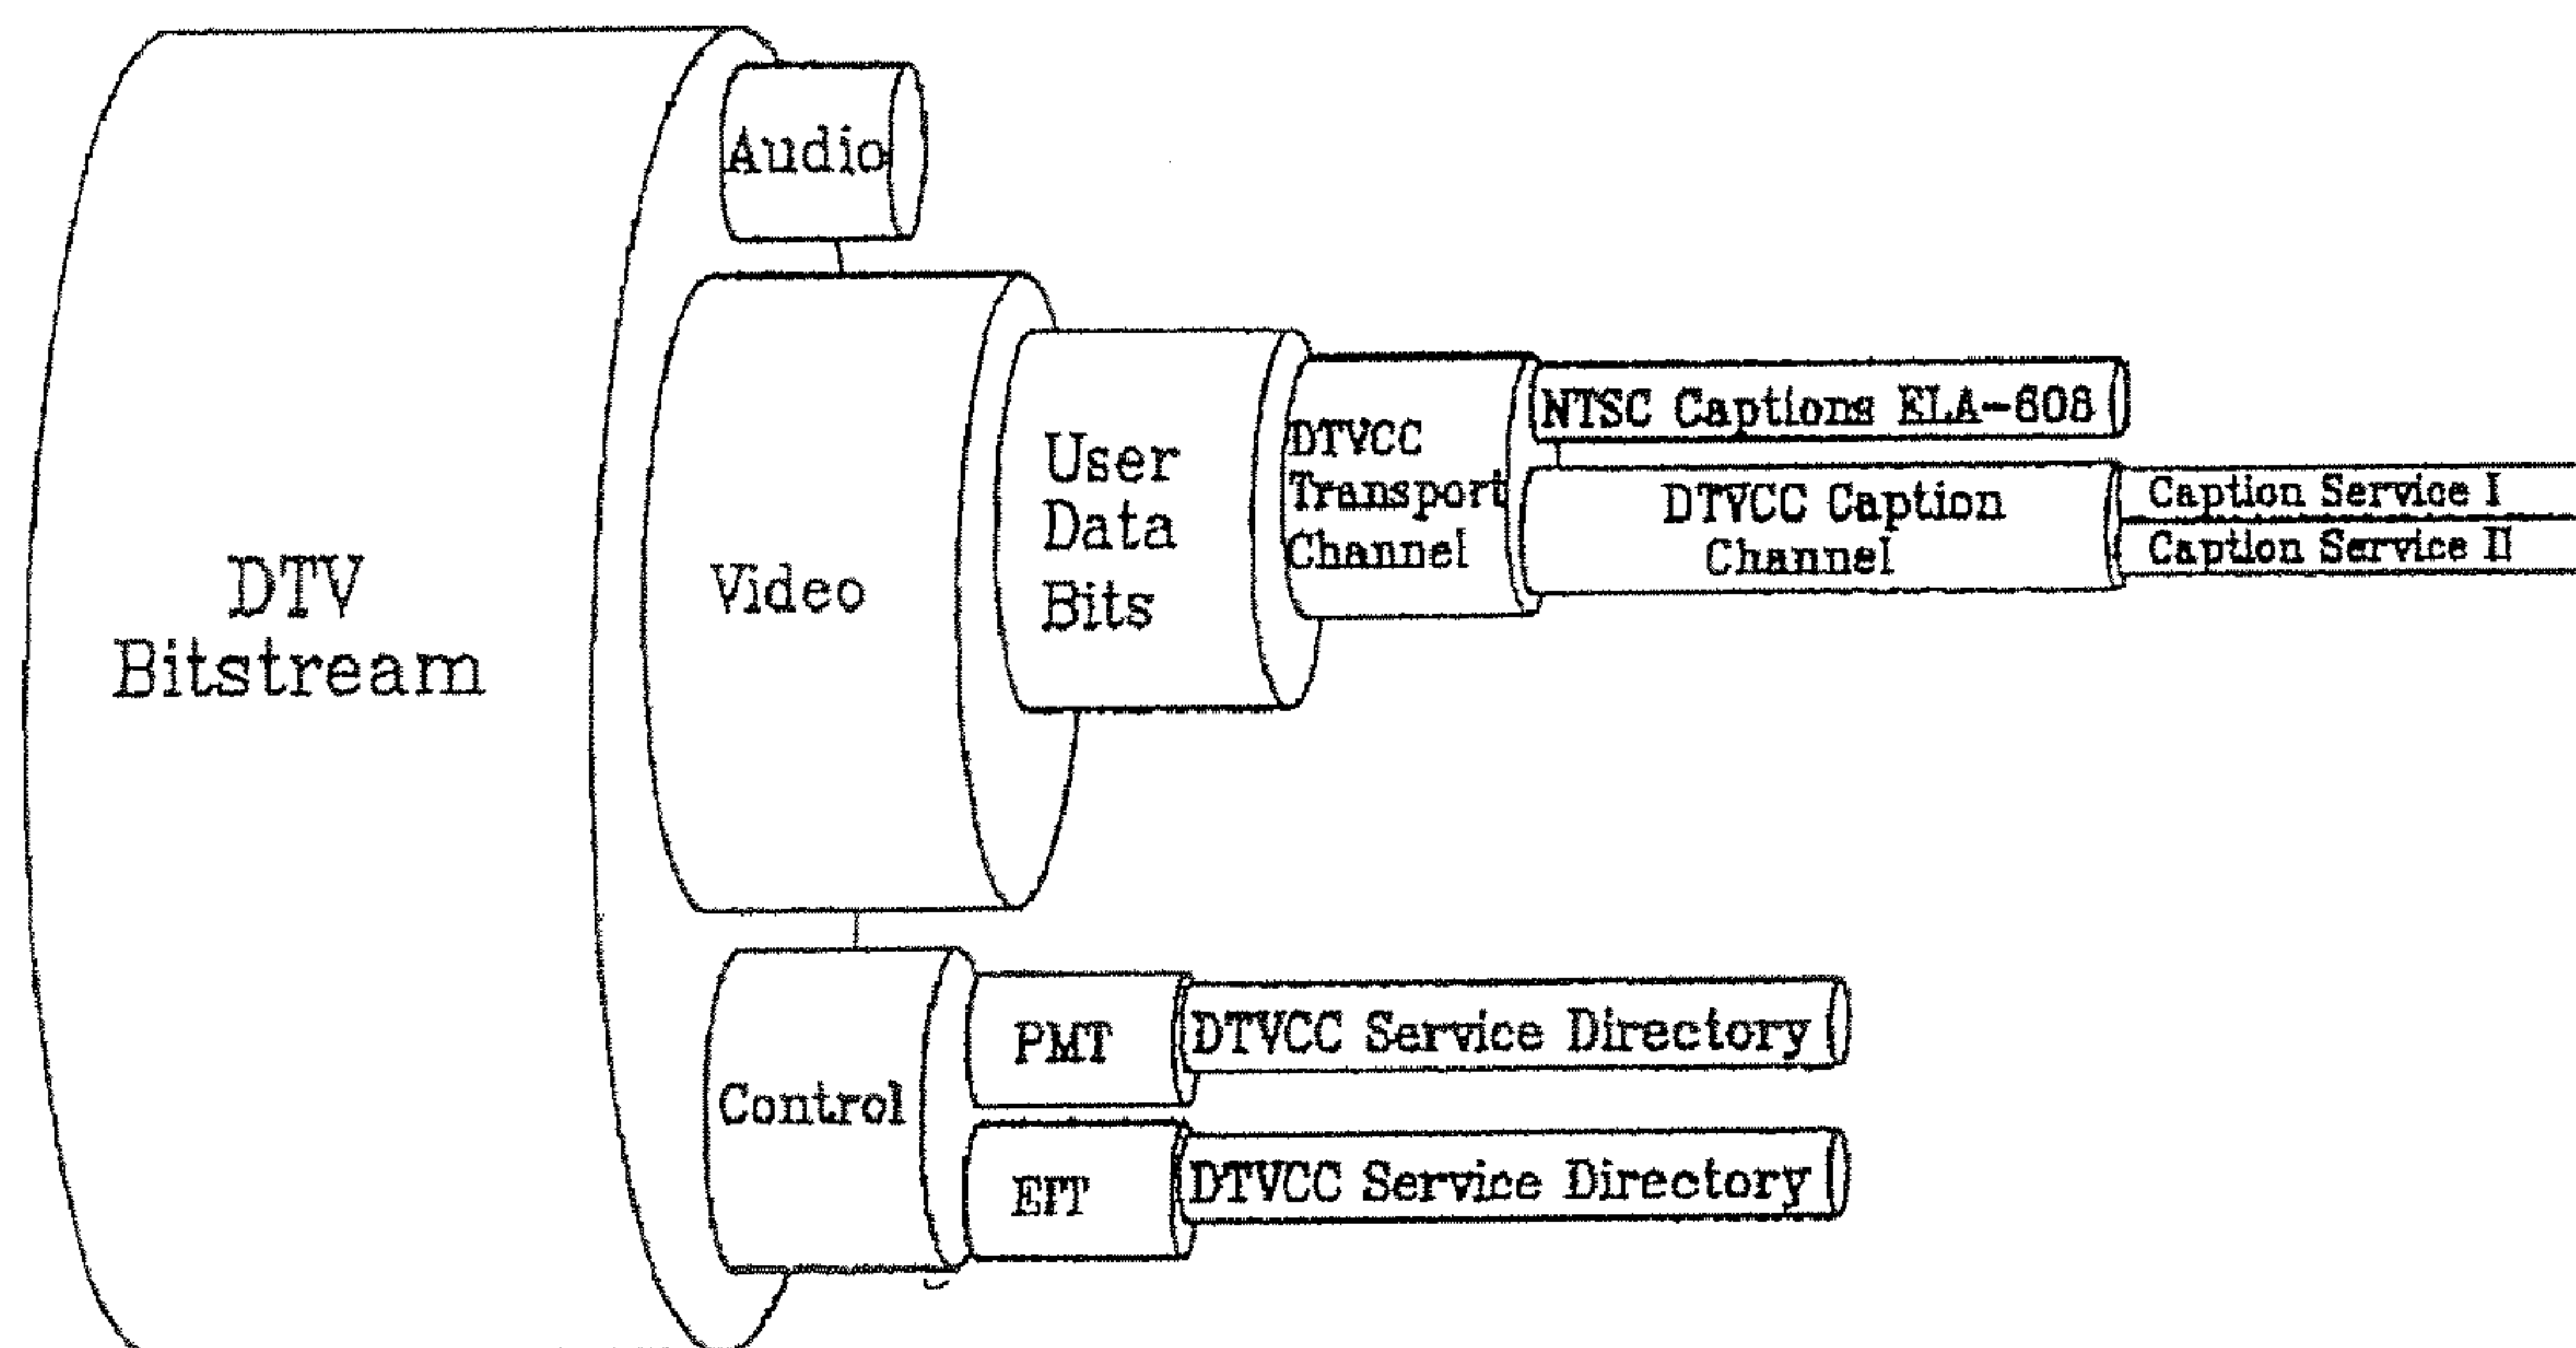 Audio
DTV
Bitstream
Video
User
Data
Bits
DTVCC
Transport
Channel
NTSC Captions ELA-608
DTVCC Caption
Channel
Caption Service I
Caption Service II
Control
PMT
DTVCC Service Directory
EIT
DTVCC Service Directory